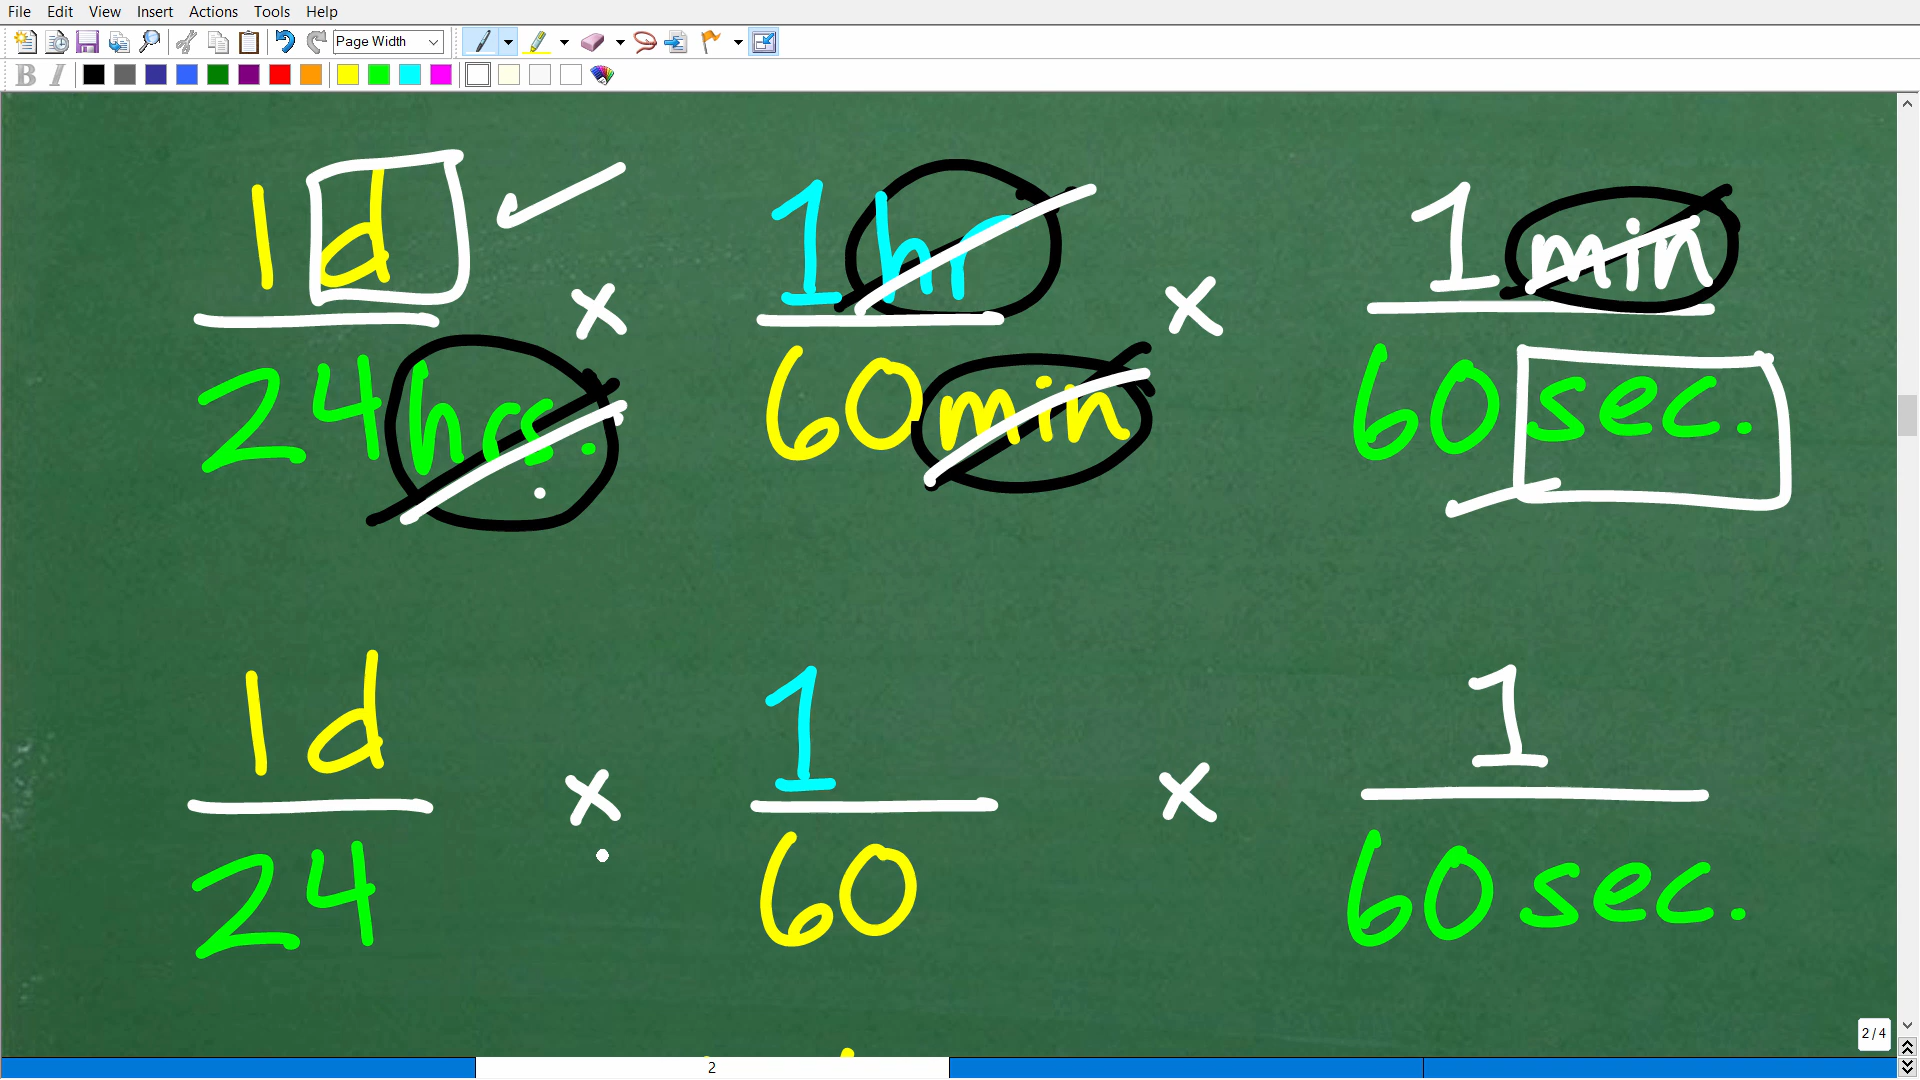 File Edit View Insert Actions Tools Help
Page Width
B I
1 d 1 hr 1 min
x x
24 hrs. 60 min 60 sec.
1 d 1 1
x x
24 60 60 sec.
2 / 4
2